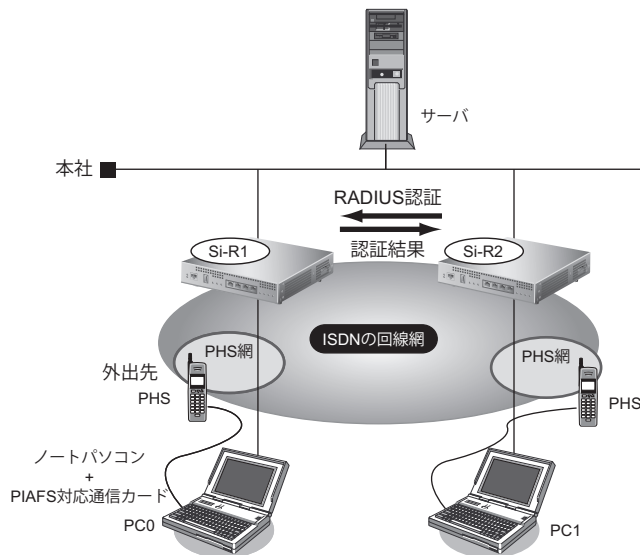 サーバ
本社
RADIUS認証
認証結果
Si-R1
Si-R2
ISDNの回線網
PHS網
PHS網
外出先
PHS
PHS
ノートパソコン
+
PIAFS対応通信カード
PC0
PC1